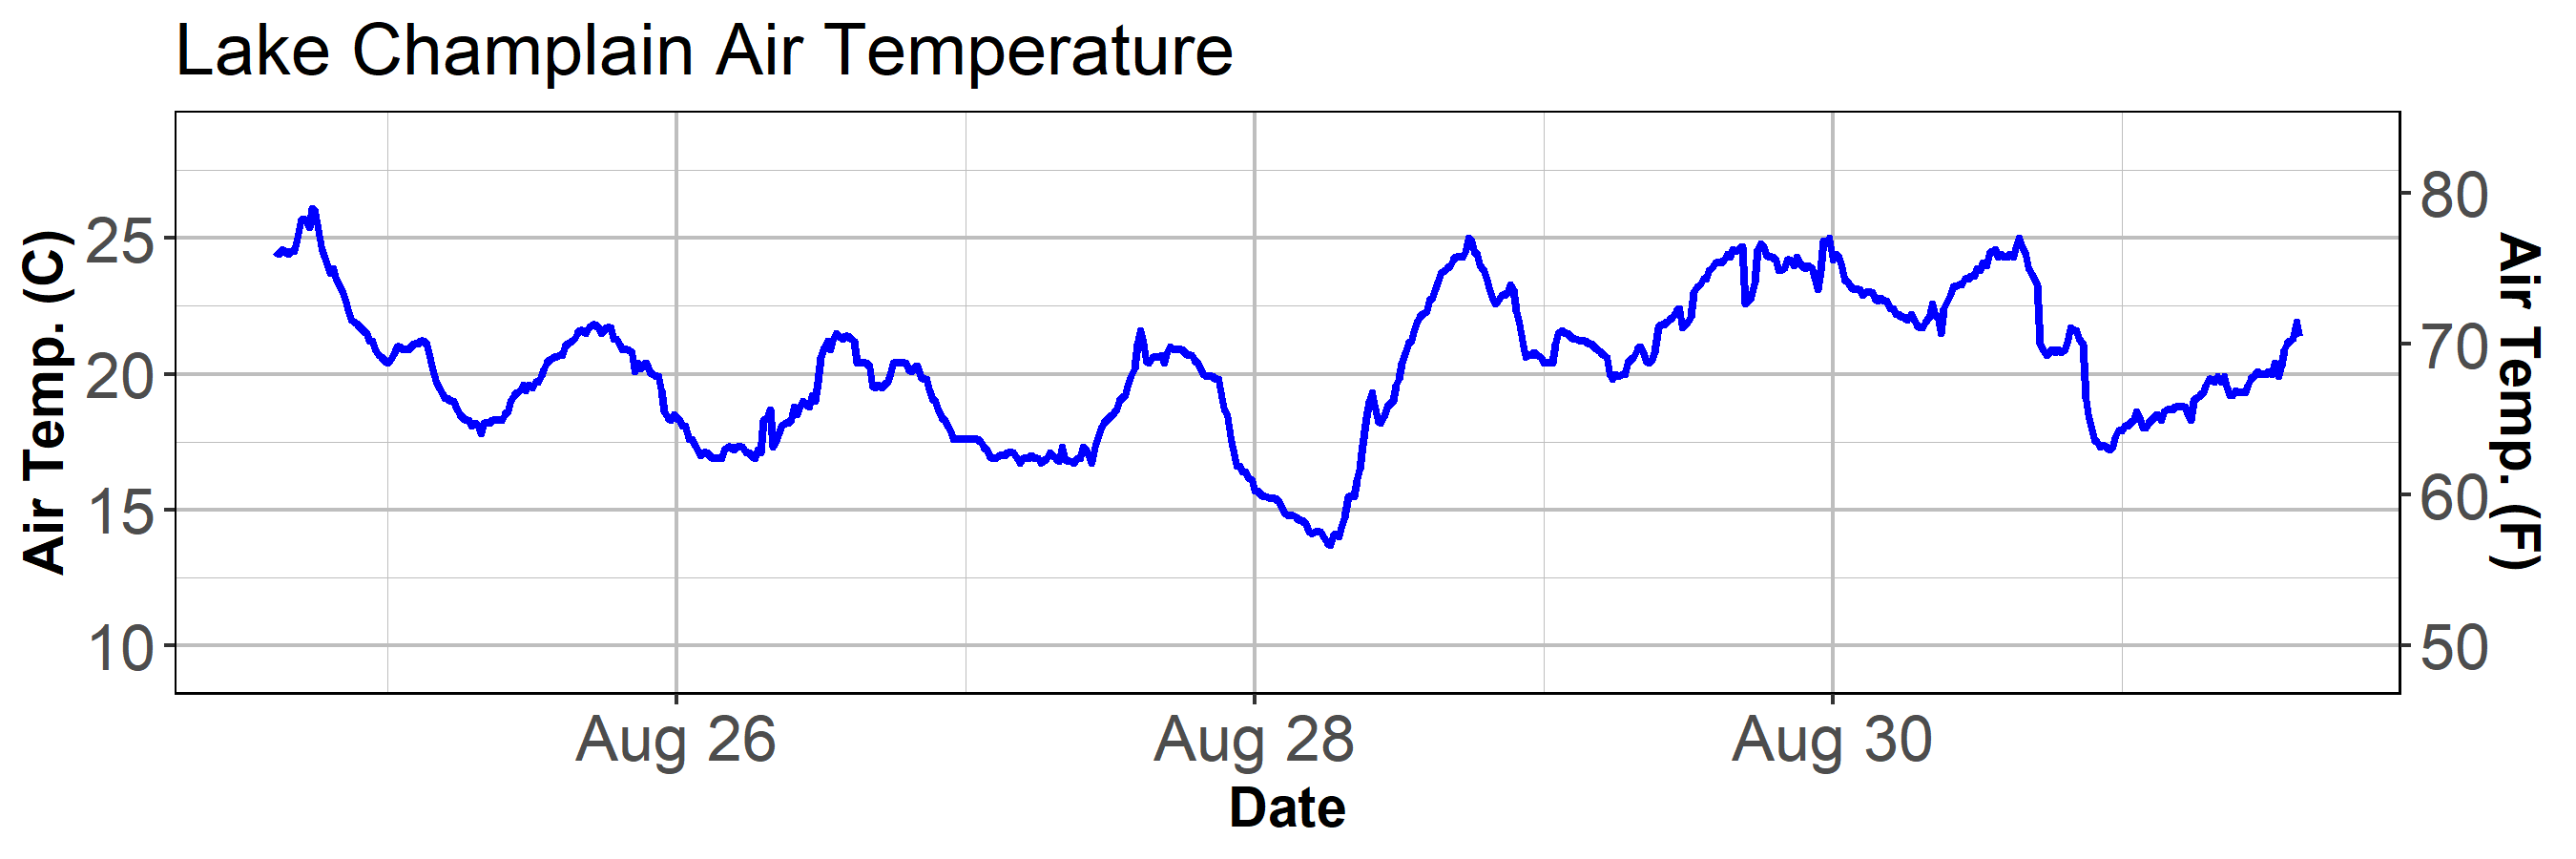 Lake Champlain Air Temperature
Air Temp. (C)
25
20
15
10
80
70
60
50
Air Temp. (F)
Aug 26
Aug 28
Aug 30
Date